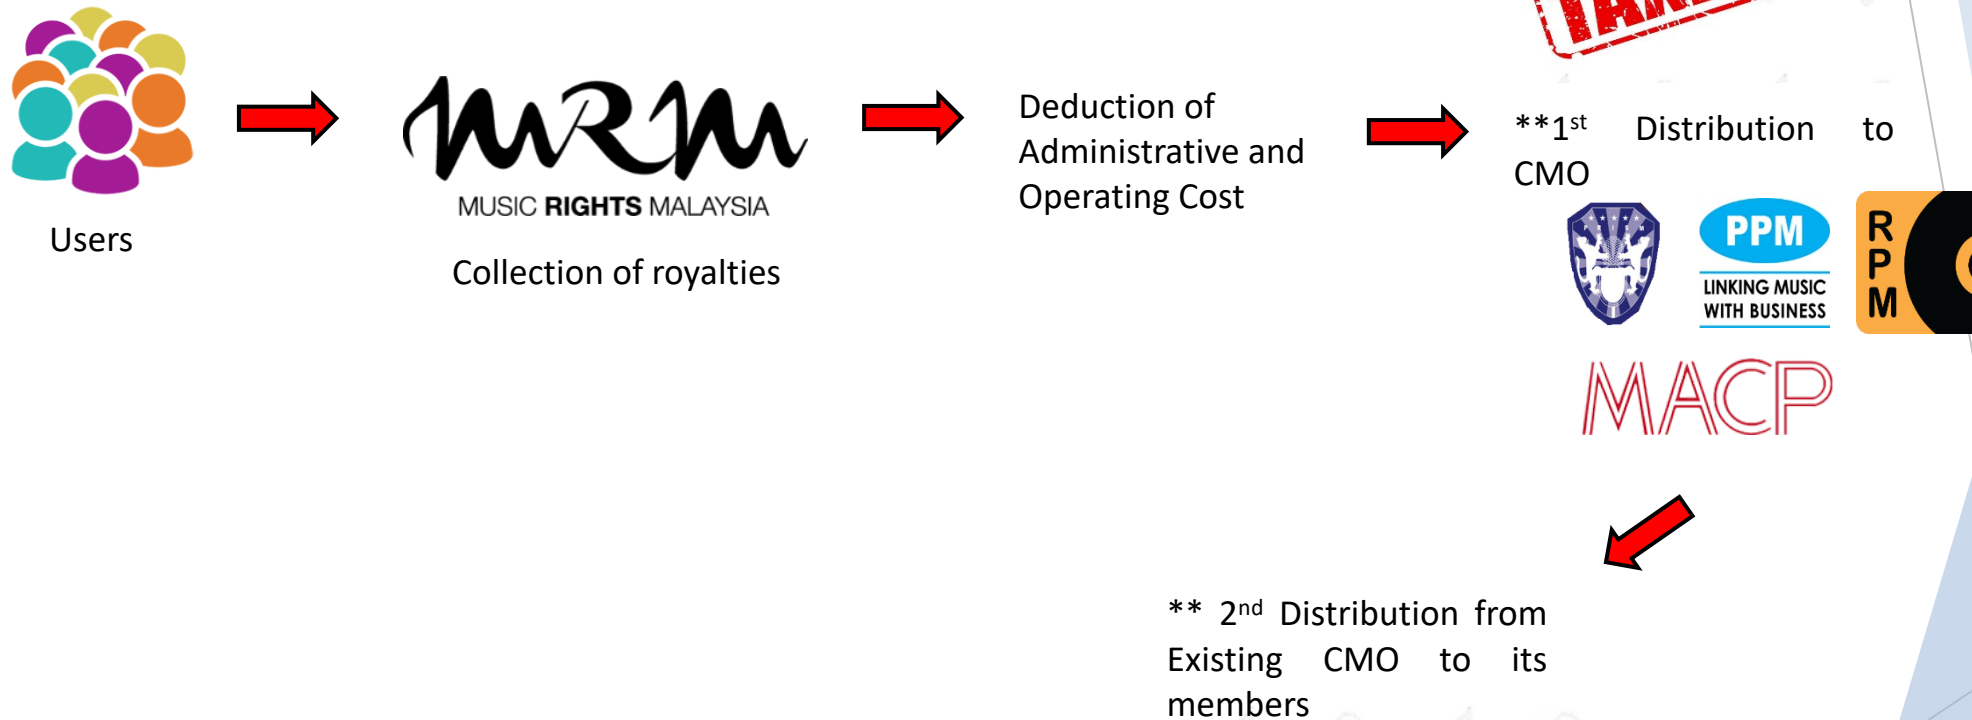 Users
MRM
MUSIC RIGHTS MALAYSIA
Collection of royalties
Deduction of
Administrative and
Operating Cost
**1st Distribution to
CMO
PPM
LINKING MUSIC
WITH BUSINESS
R
P
M
MACP
** 2nd Distribution from
Existing CMO to its
members